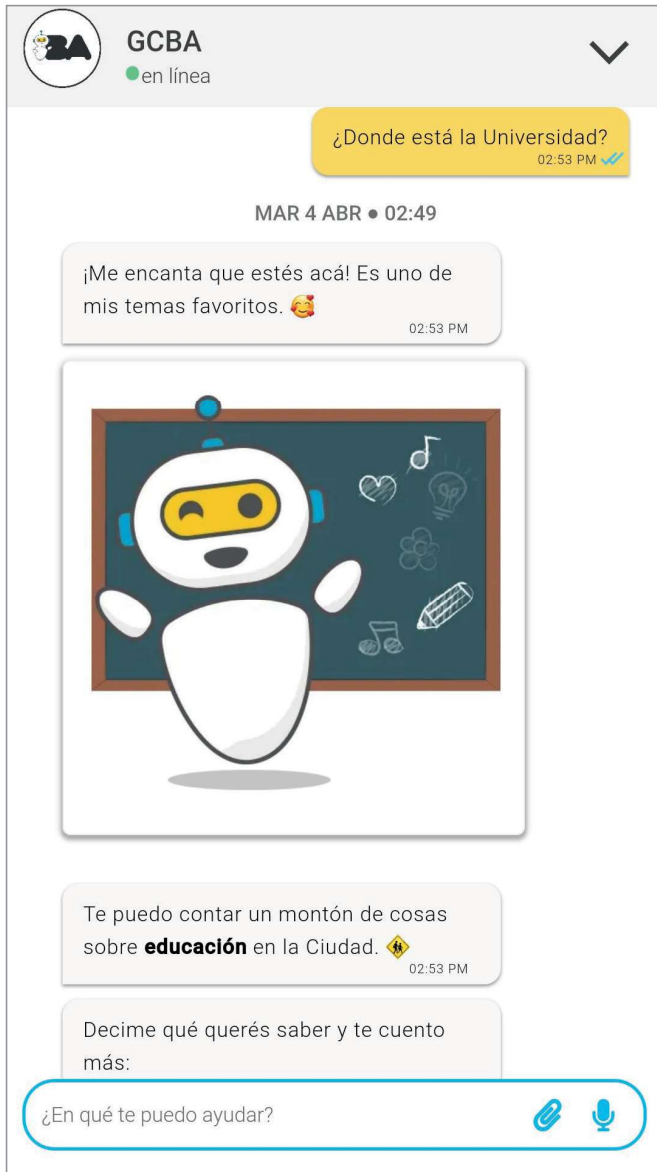 BA
GCBA
en línea
¿Donde está la Universidad?
02:53 PM
MAR 4 ABR ● 02:49
¡Me encanta que estés acá! Es uno de
mis temas favoritos. 🥰
02:53 PM
Te puedo contar un montón de cosas
sobre educación en la Ciudad. 🚸
02:53 PM
Decime qué querés saber y te cuento
más:
¿En qué te puedo ayudar?